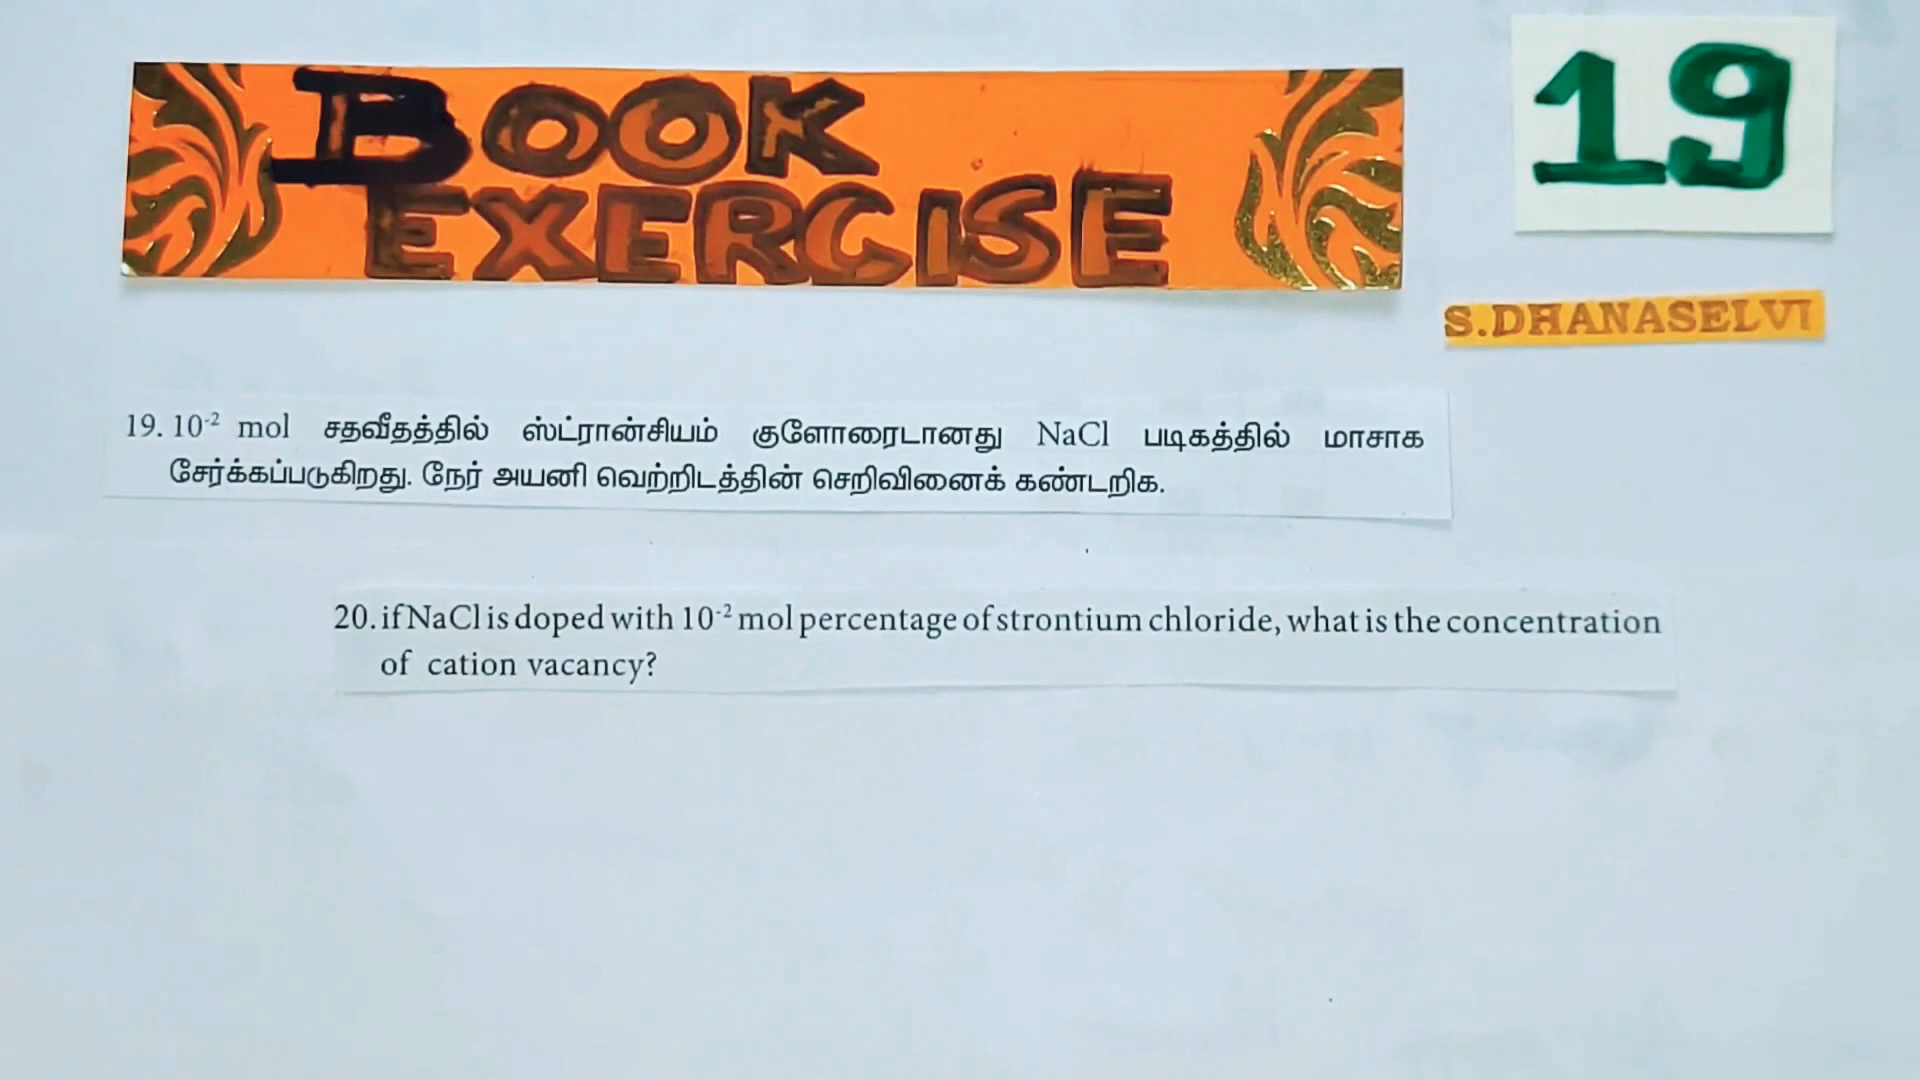 BOOK
EXERCISE
19
S.DHANASELVI
19. 10⁻² mol சதவீதத்தில் ஸ்ட்ரான்சியம் குளோரைடானது NaCl படிகத்தில் மாசாக
சேர்க்கப்படுகிறது. நேர் அயனி வெற்றிடத்தின் செறிவினைக் கண்டறிக.
20. if NaCl is doped with 10⁻² mol percentage of strontium chloride, what is the concentration
of cation vacancy?